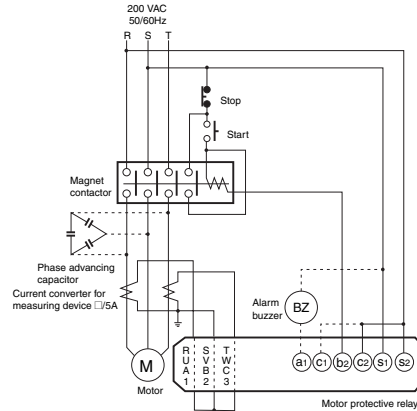 200 VAC
50/60Hz
R S T
Stop
Start
Magnet
contactor
Phase advancing
capacitor
Current converter for
measuring device □/5A
Alarm
buzzer
BZ
M
Motor
R U A 1
S V B 2
T W C 3
a1 c1 b2 c2 s1 s2
Motor protective relay